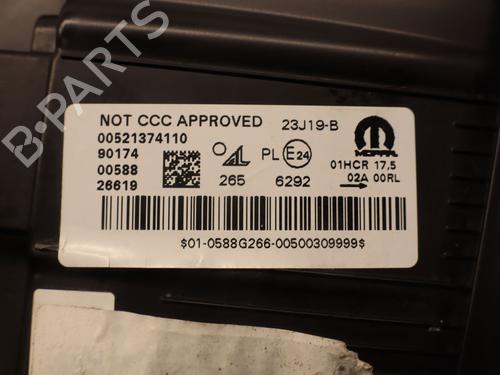 B-PARTS
NOT CCC APPROVED 23J19-B
00521374110
90174
00588
26619
AL
265
PL E24
6292
MOPAR
01HCR 17,5
02A 00RL
$01-0588G266-00500309999$